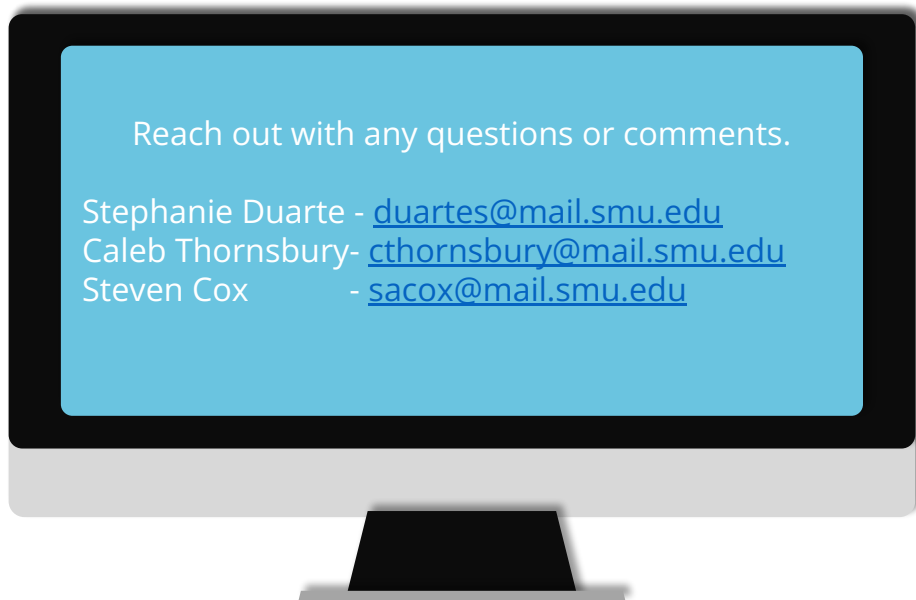 Reach out with any questions or comments.
Stephanie Duarte - duartes@mail.smu.edu
Caleb Thornsbury- cthornsbury@mail.smu.edu
Steven Cox - sacox@mail.smu.edu